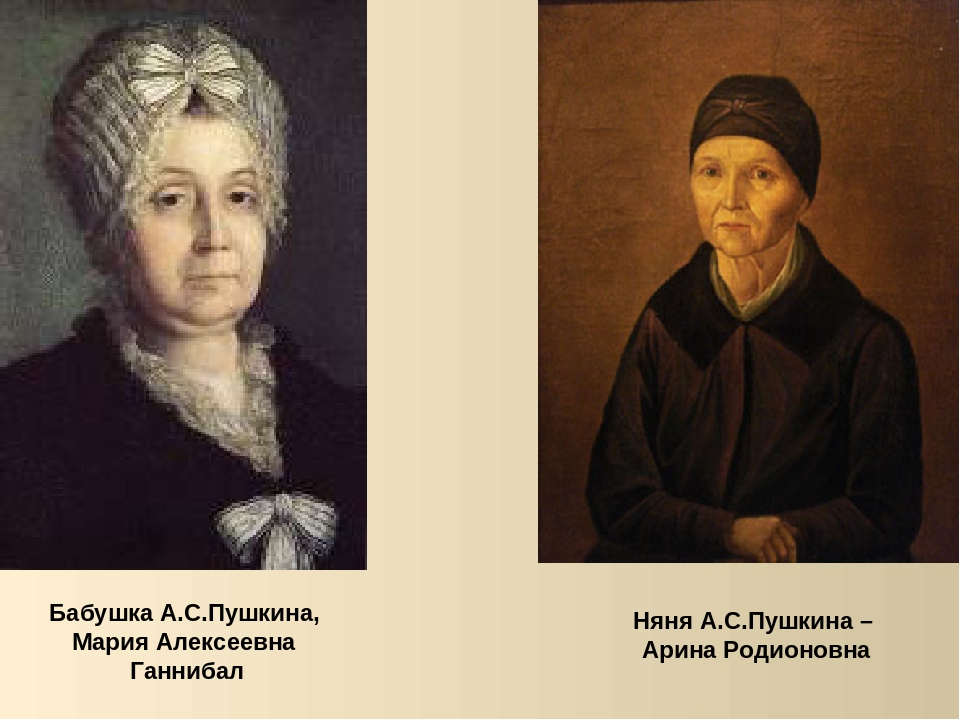 Бабушка А.С.Пушкина,
Мария Алексеевна
Ганнибал
Няня А.С.Пушкина –
Арина Родионовна